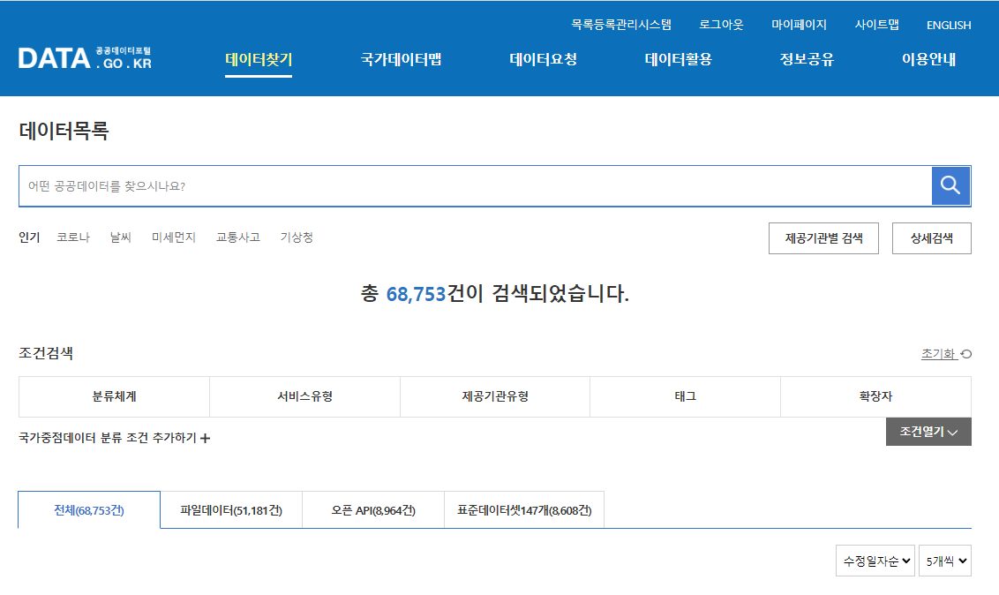 목록등록관리시스템 로그아웃 마이페이지 사이트맵 ENGLISH
DATA 공공데이터포털 . GO . KR
데이터찾기 국가데이터맵 데이터요청 데이터활용 정보공유 이용안내
데이터목록
어떤 공공데이터를 찾으시나요?
인기 코로나 날씨 미세먼지 교통사고 기상청 제공기관별 검색 상세검색
총 68,753건이 검색되었습니다.
조건검색 초기화
분류체계 서비스유형 제공기관유형 태그 확장자
국가중점데이터 분류 조건 추가하기 + 조건열기
전체(68,753건) 파일데이터(51,181건) 오픈 API(8,964건) 표준데이터셋147개(8,608건)
수정일자순 5개씩